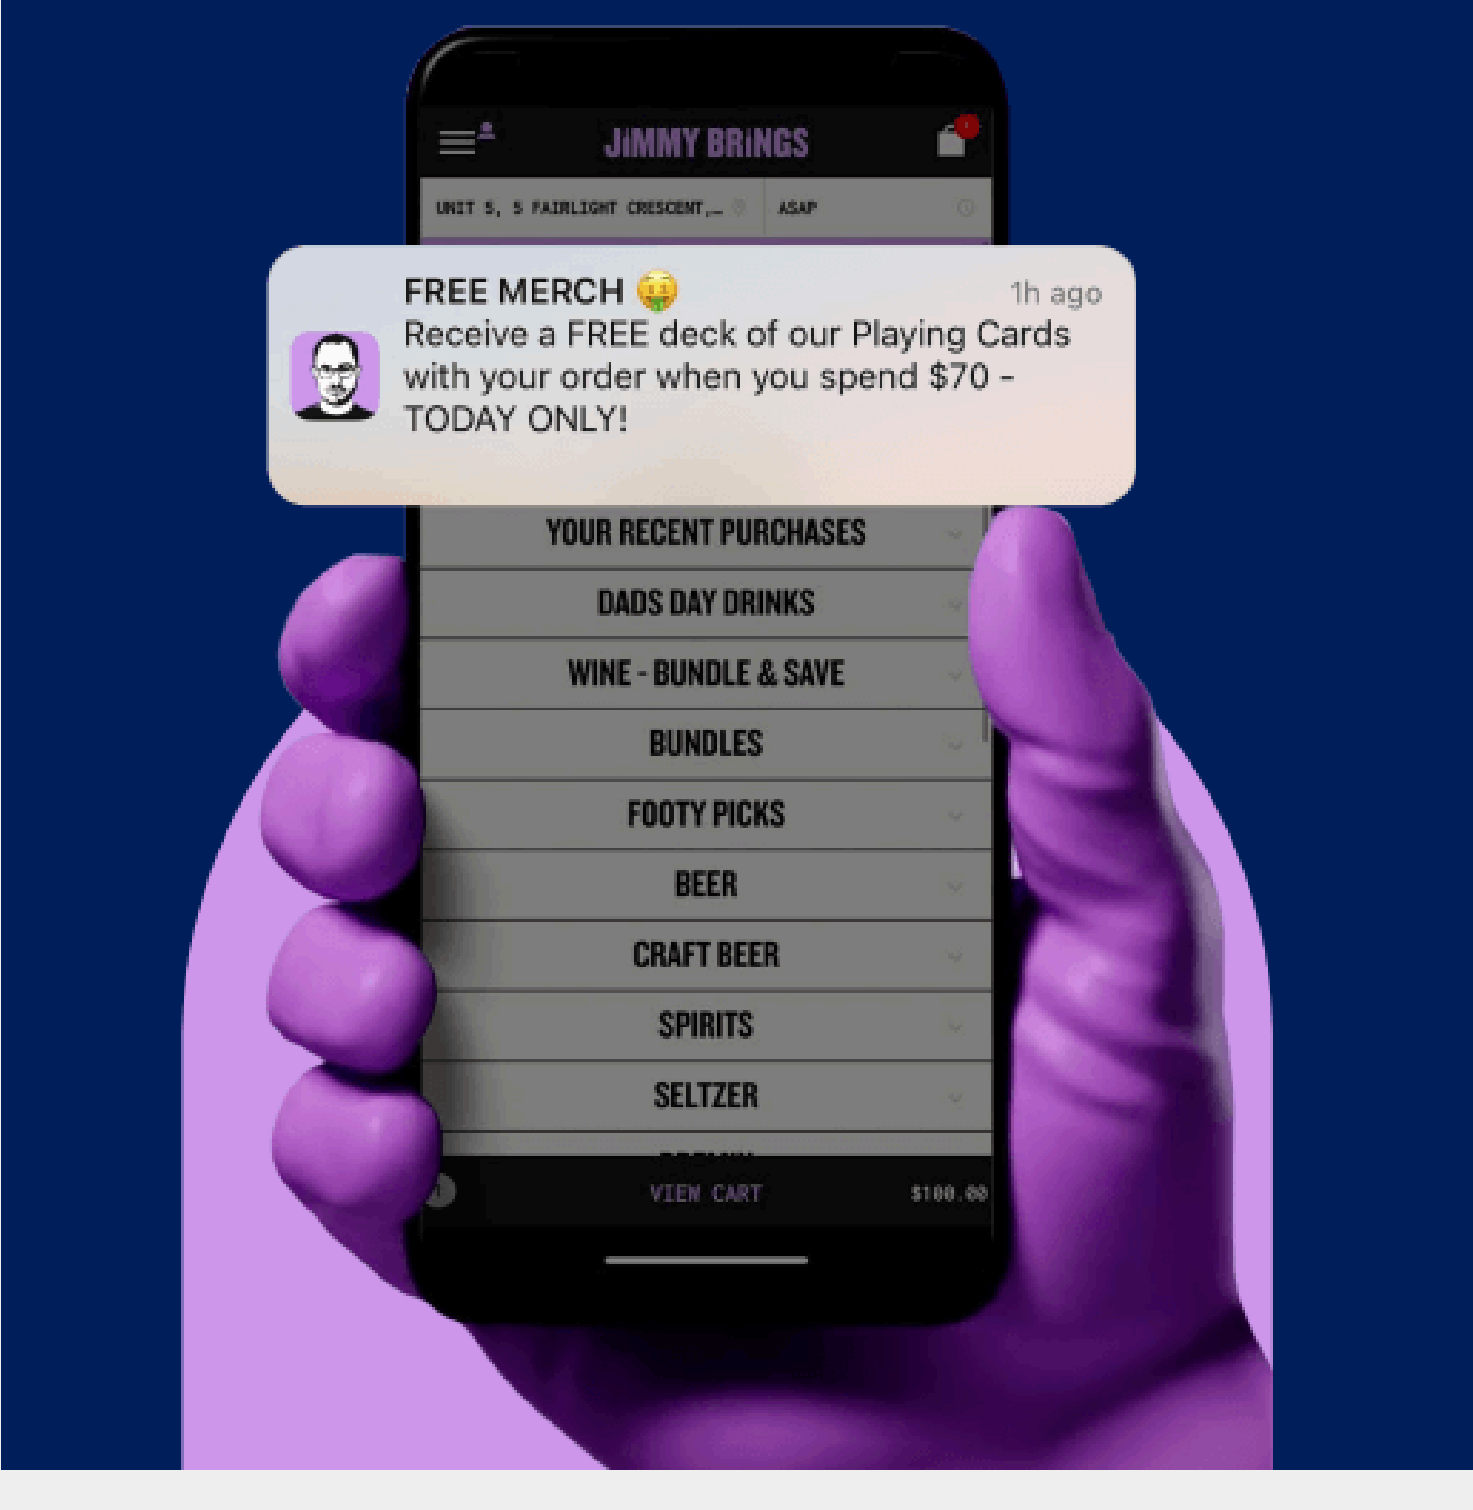 JiMMY BRiNGS
UNIT 5, 5 FAIRLIGHT CRESCENT,… ASAP
FREE MERCH 🤑 1h ago
Receive a FREE deck of our Playing Cards
with your order when you spend $70 -
TODAY ONLY!
YOUR RECENT PURCHASES
DADS DAY DRINKS
WINE - BUNDLE & SAVE
BUNDLES
FOOTY PICKS
BEER
CRAFT BEER
SPIRITS
SELTZER
VIEW CART $100.00